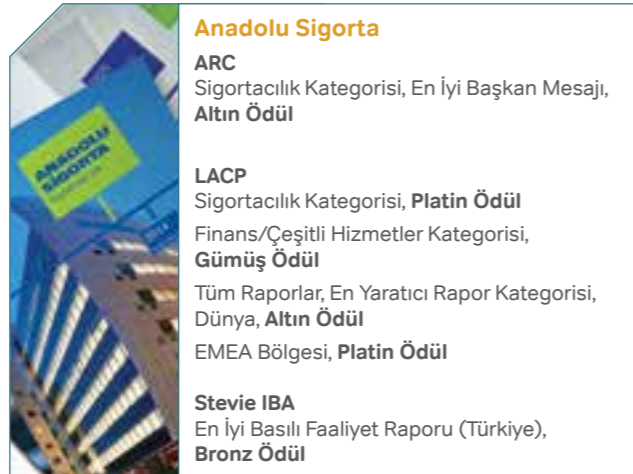 Anadolu Sigorta
ARC
Sigortacılık Kategorisi, En İyi Başkan Mesajı,
Altın Ödül
LACP
Sigortacılık Kategorisi, Platin Ödül
Finans/Çeşitli Hizmetler Kategorisi,
Gümüş Ödül
Tüm Raporlar, En Yaratıcı Rapor Kategorisi,
Dünya, Altın Ödül
EMEA Bölgesi, Platin Ödül
Stevie IBA
En İyi Basılı Faaliyet Raporu (Türkiye),
Bronz Ödül
ANADOLU
SİGORTA